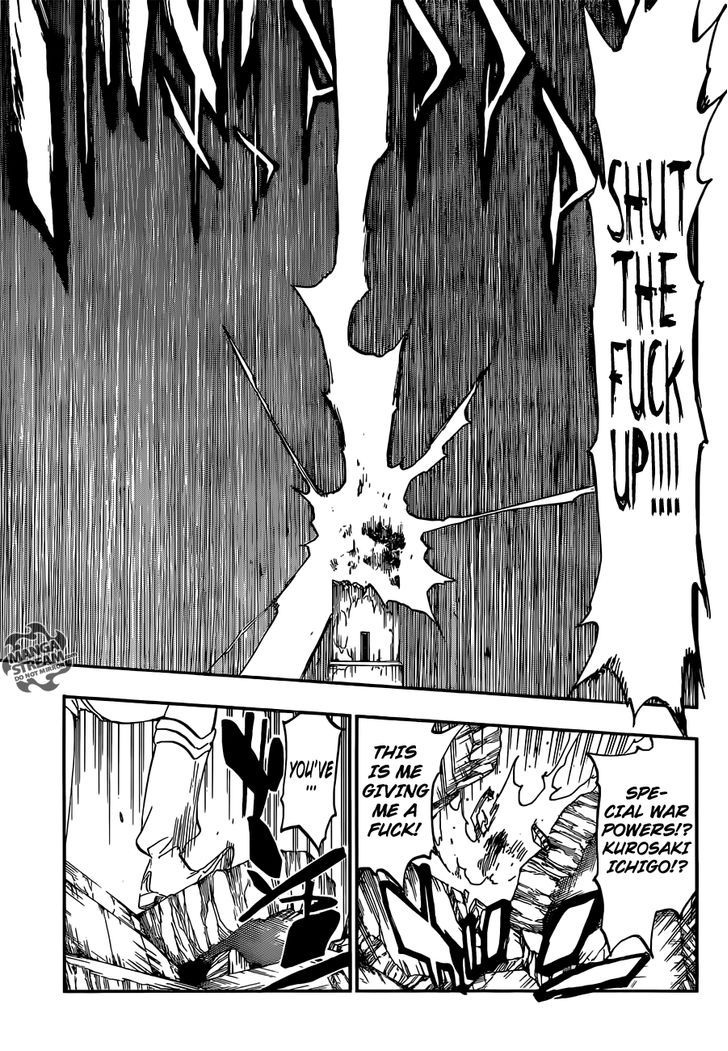 SHUT
THE
FUCK
UP!!!!!
MANGA
STREAM
DO NOT MIRROR
SPE-
CIAL WAR
POWERS!?
KUROSAKI
ICHIGO!?
THIS
IS ME
GIVING
ME A
FUCK!
YOU'VE
...